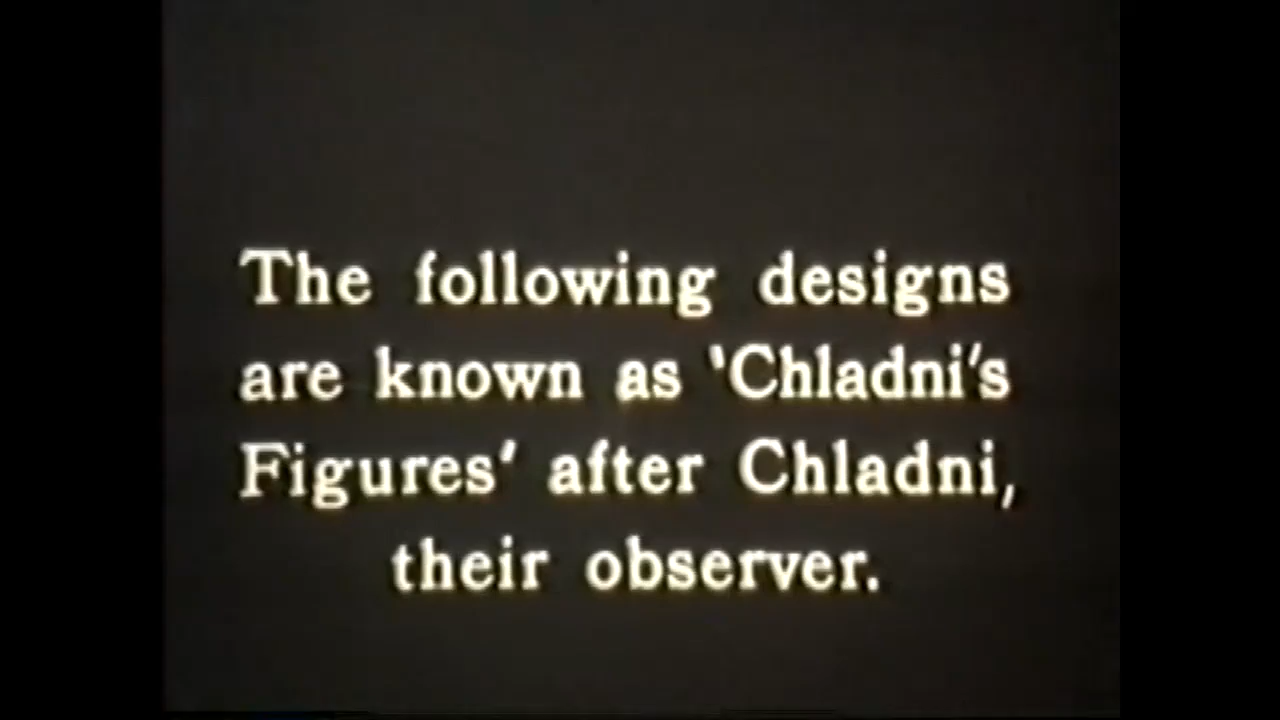 The following designs
are known as 'Chladni's
Figures' after Chladni,
their observer.